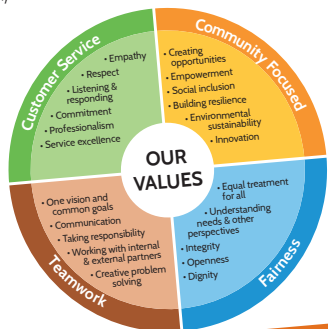 Customer Service
• Empathy
• Respect
• Listening &
responding
• Commitment
• Professionalism
• Service excellence
Community Focused
• Creating
opportunities
• Empowerment
• Social inclusion
• Building resilience
• Environmental
sustainability
• Innovation
OUR
VALUES
• One vision and
common goals
• Communication
• Taking responsibility
• Working with internal
& external partners
• Creative problem
solving
Teamwork
• Equal treatment
for all
• Understanding
needs & other
perspectives
• Integrity
• Openness
• Dignity
Fairness